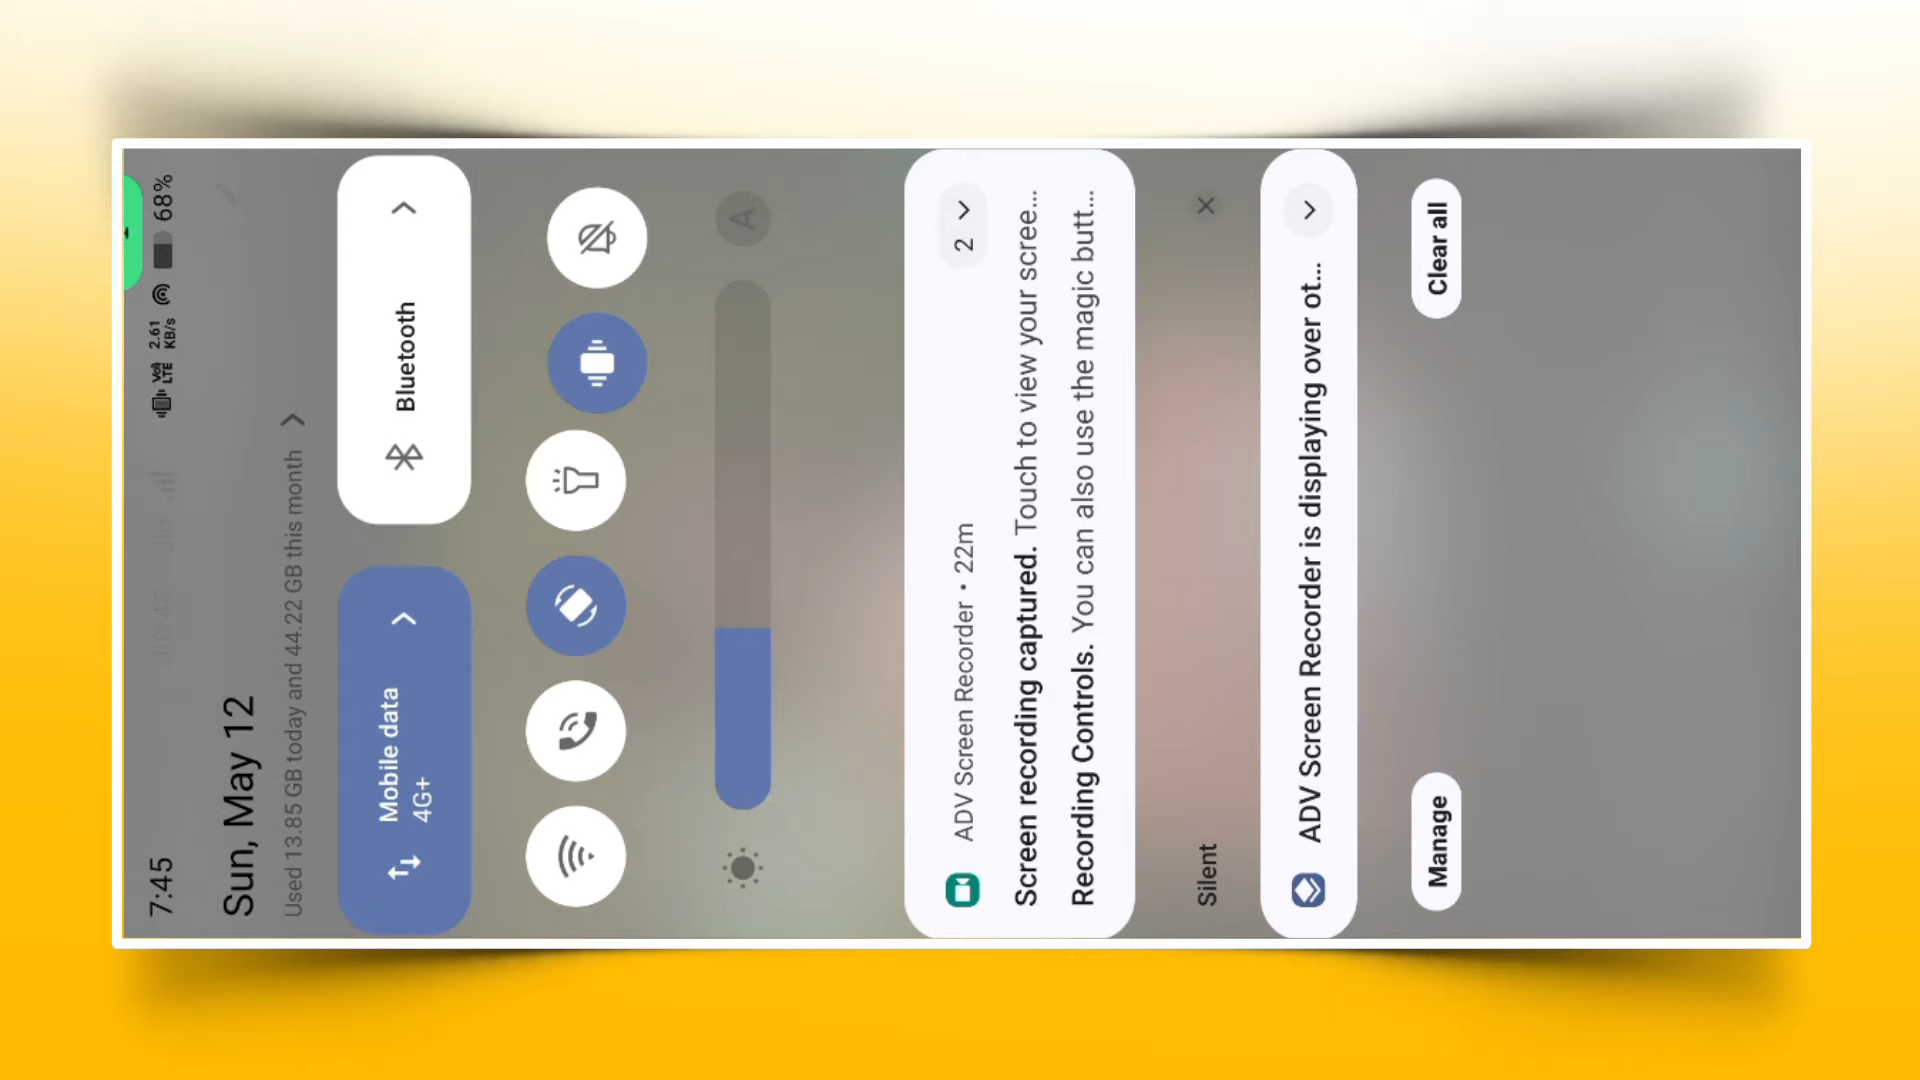 7:45
2.61
KB/s
Vo))
LTE
68%
Sun, May 12
Used 13.85 GB today and 44.22 GB this month
Mobile data
4G+
Bluetooth
A
ADV Screen Recorder • 22m
2
Screen recording captured. Touch to view your scree...
Recording Controls. You can also use the magic butt...
Silent
ADV Screen Recorder is displaying over ot...
Manage
Clear all